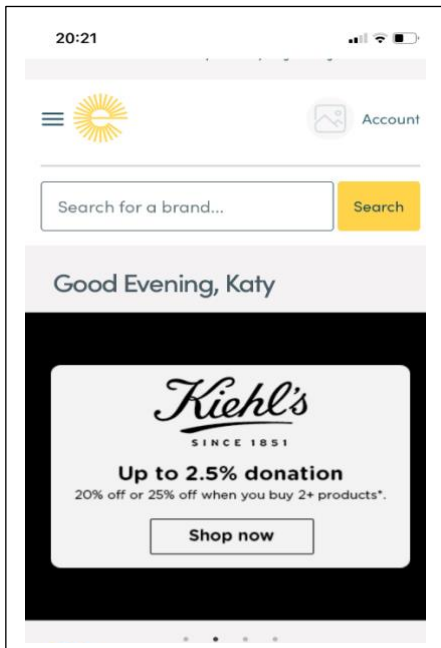 20:21
Account
Search for a brand...
Search
Good Evening, Katy
Kiehl's
SINCE 1851
Up to 2.5% donation
20% off or 25% off when you buy 2+ products*.
Shop now